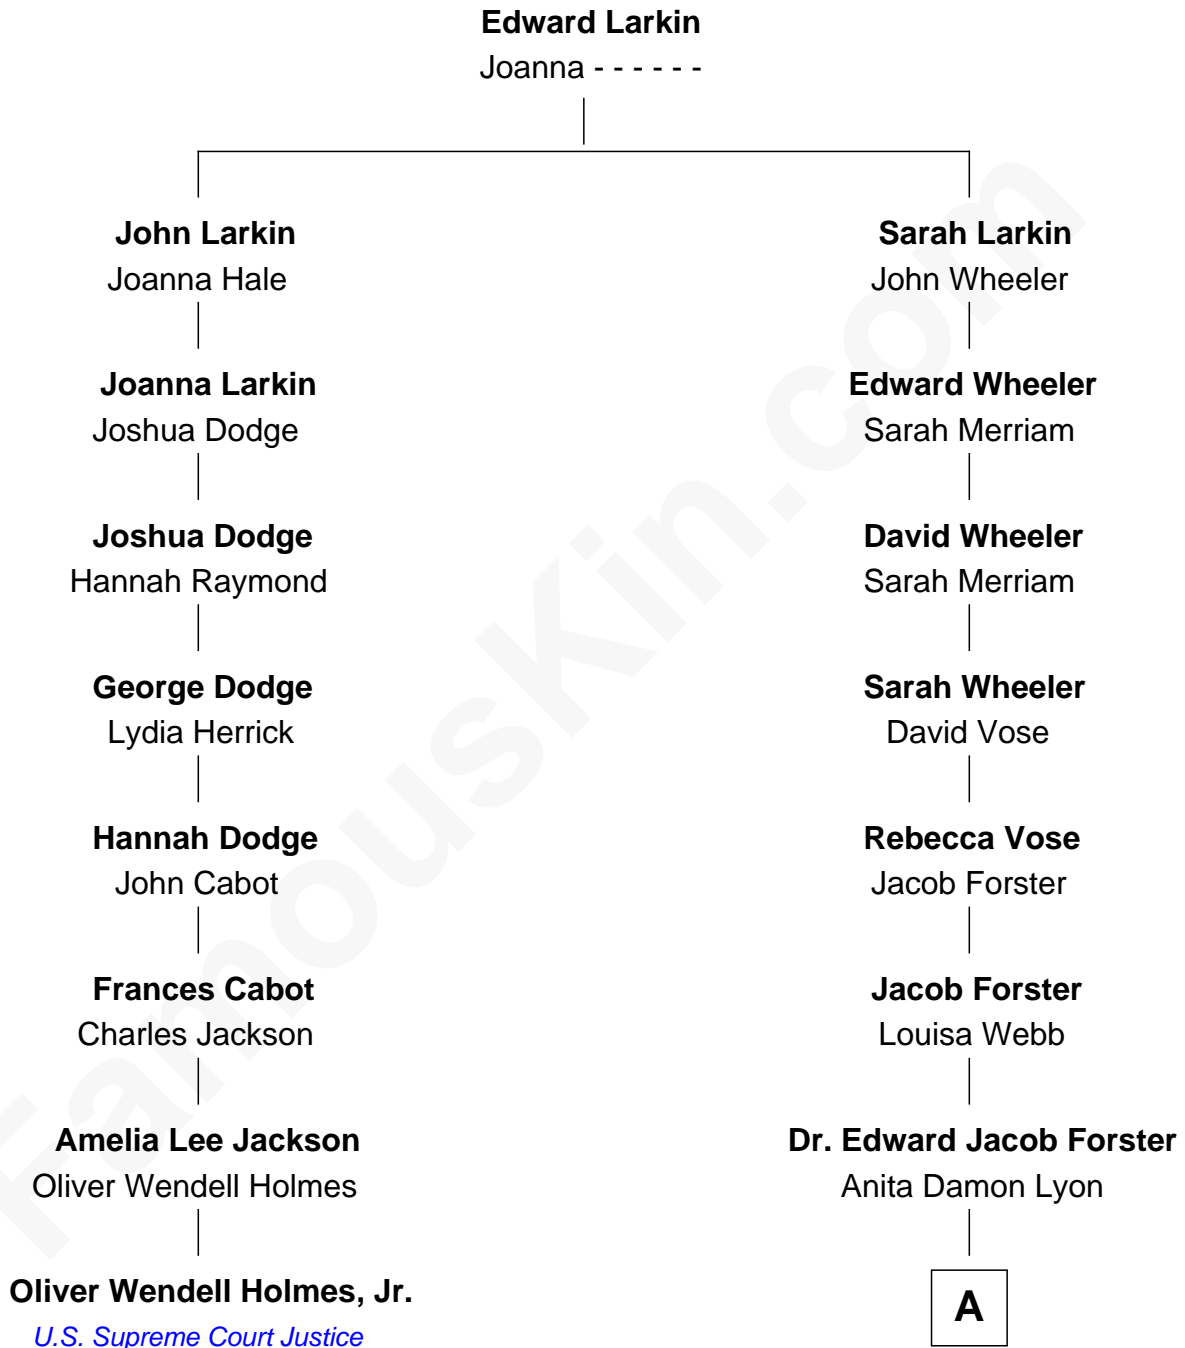 Edward Larkin
Joanna - - - - - -
John Larkin
Joanna Hale
Sarah Larkin
John Wheeler
Joanna Larkin
Joshua Dodge
Edward Wheeler
Sarah Merriam
Joshua Dodge
Hannah Raymond
David Wheeler
Sarah Merriam
George Dodge
Lydia Herrick
Sarah Wheeler
David Vose
Hannah Dodge
John Cabot
Rebecca Vose
Jacob Forster
Frances Cabot
Charles Jackson
Jacob Forster
Louisa Webb
Amelia Lee Jackson
Oliver Wendell Holmes
Dr. Edward Jacob Forster
Anita Damon Lyon
Oliver Wendell Holmes, Jr.
U.S. Supreme Court Justice
A
FamousKin.com